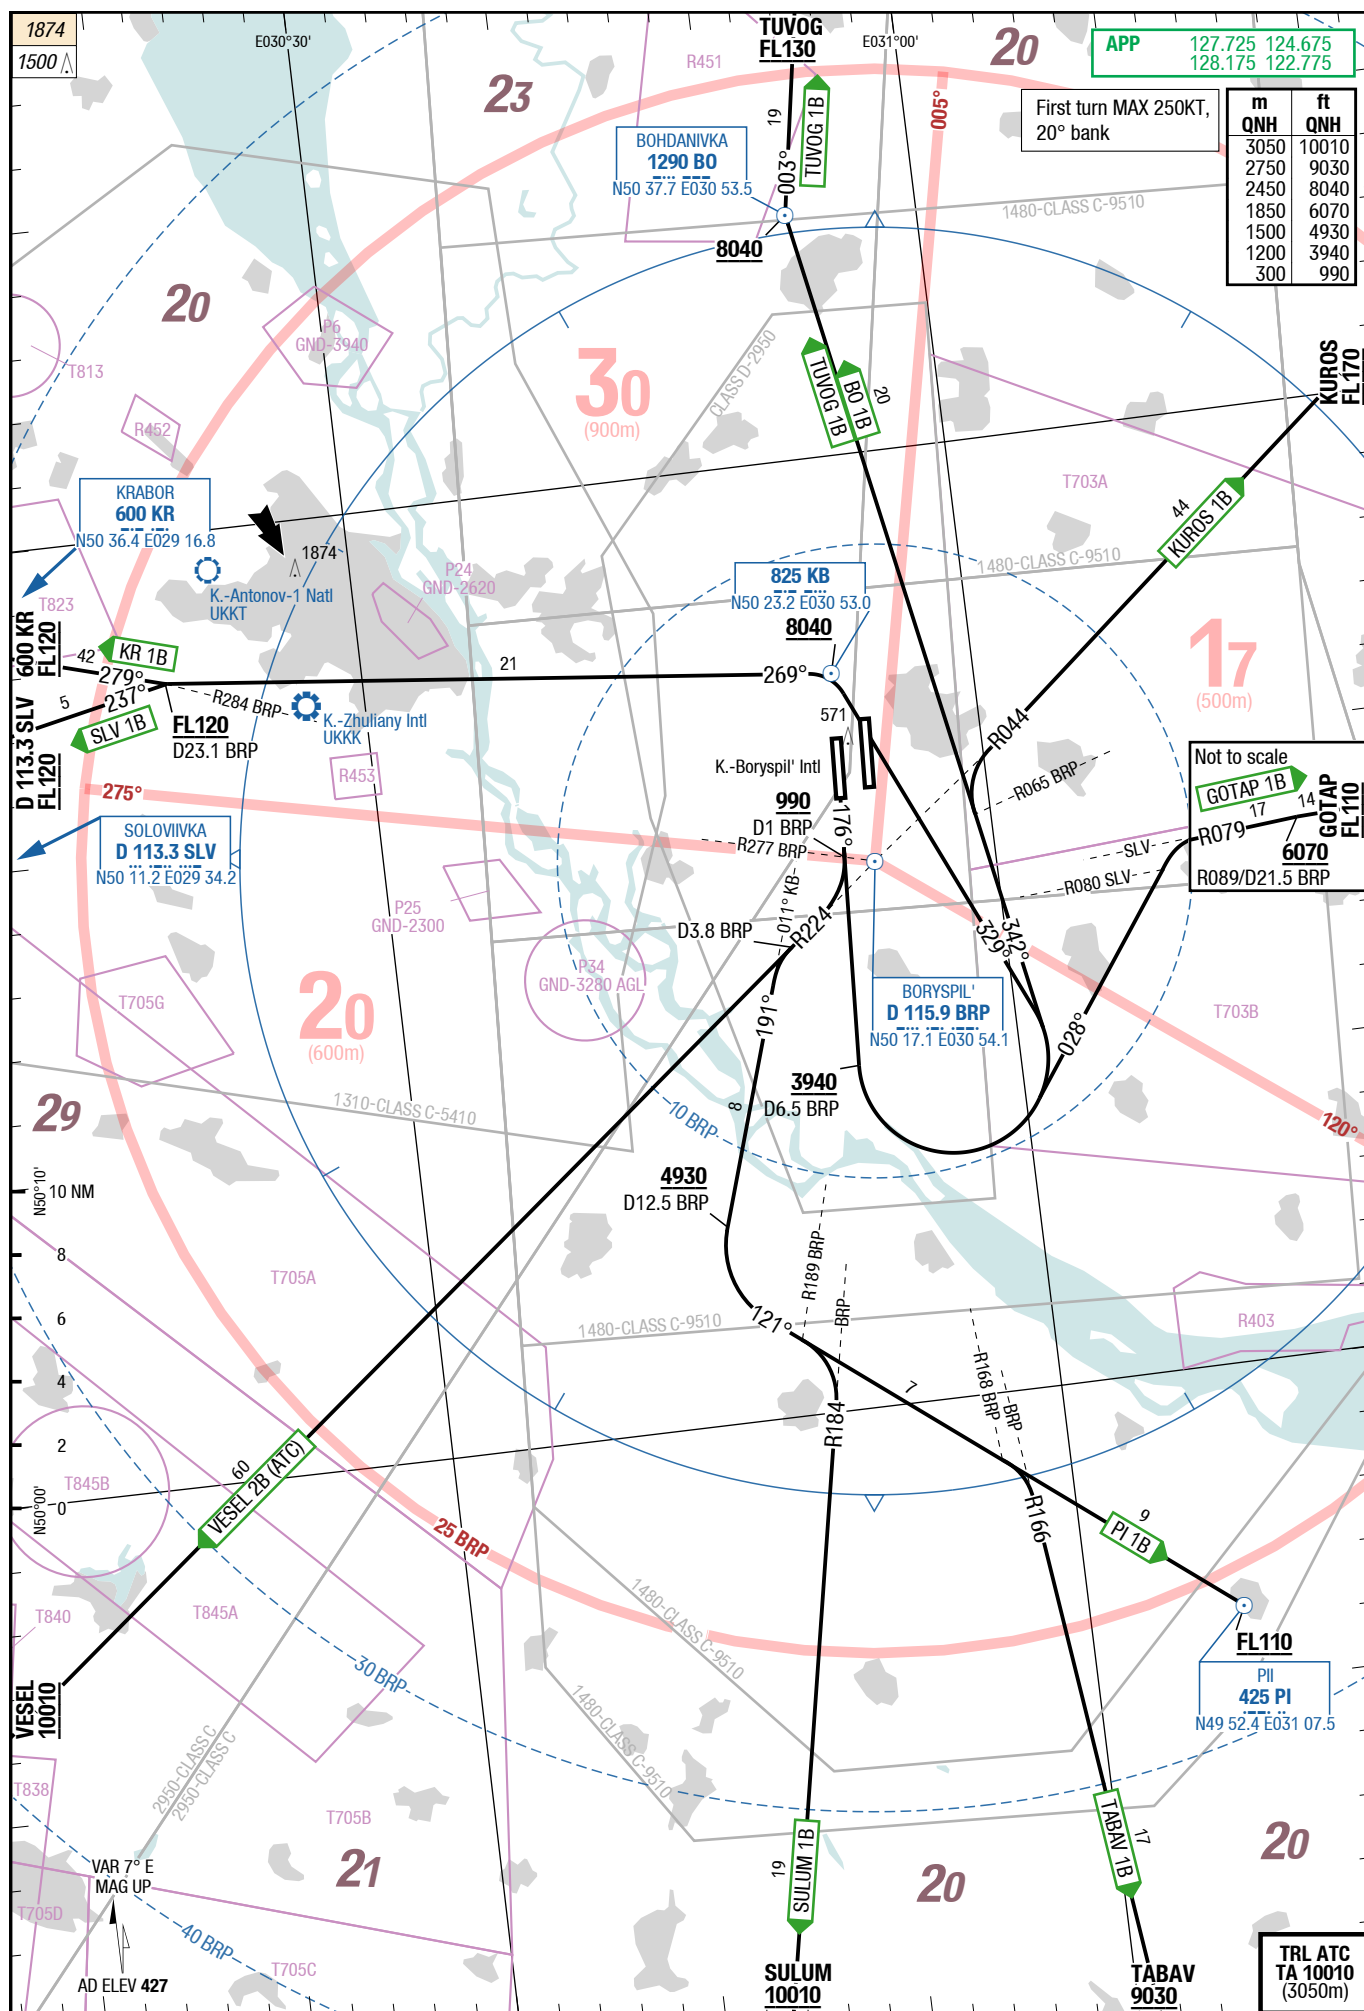 1874
1500
E030°30'
TUVOG
FL130
E031°00'
APP 127.725 124.675
128.175 122.775
First turn MAX 250KT,
20° bank
m ft
QNH QNH
3050 10010
2750 9030
2450 8040
1850 6070
1500 4930
1200 3940
300 990
23
20
R451
19
003°
TUVOG 1B
005°
BOHDANIVKA
1290 BO
N50 37.7 E030 53.5
8040
1480-CLASS C-9510
20
P6
GND-3940
T813
R452
30
(900m)
CLASS D-2950
TUVOG 1B
BO 1B
20
KUROS
FL170
T703A
44
KUROS 1B
KRABOR
600 KR
N50 36.4 E029 16.8
1874
K.-Antonov-1 Natl
UKKT
P24
GND-2620
1480-CLASS C-9510
825 KB
N50 23.2 E030 53.0
8040
T823
600 KR
FL120
42
KR 1B
279°
21
269°
17
(500m)
5
237°
SLV 1B
R284 BRP
FL120
D23.1 BRP
K.-Zhuliany Intl
UKKK
D 113.3 SLV
FL120
R453
275°
571
K.-Boryspil' Intl
R044
R065 BRP
Not to scale
GOTAP 1B
17
14
GOTAP
FL110
R079
6070
R089/D21.5 BRP
SOLOVIIVKA
D 113.3 SLV
N50 11.2 E029 34.2
990
D1 BRP
176°
R277 BRP
SLV
R080 SLV
P25
GND-2300
011° KB
D3.8 BRP
R224
329°
342°
P34
GND-3280 AGL
BORYSPIL'
D 115.9 BRP
N50 17.1 E030 54.1
T705G
20
(600m)
191°
028°
T703B
29
1310-CLASS C-5410
3940
D6.5 BRP
8
10 BRP
120°
N50°10'
10 NM
8
6
4
2
0
N50°00'
4930
D12.5 BRP
T705A
R189 BRP
BRP
121°
1480-CLASS C-9510
R403
R168 BRP
BRP
7
R184
R166
T845B
60
VESEL 2B (ATC)
25 BRP
9
PI 1B
T840
T845A
1480-CLASS C-9510
FL110
PII
425 PI
N49 52.4 E031 07.5
VESEL
10010
30 BRP
1480-CLASS C-9510
2950-CLASS C
2950-CLASS C
T838
T705B
21
SULUM 1B
19
TABAV 1B
17
20
20
VAR 7° E
MAG UP
T705D
40 BRP
T705C
AD ELEV 427
SULUM
10010
TABAV
9030
TRL ATC
TA 10010
(3050m)